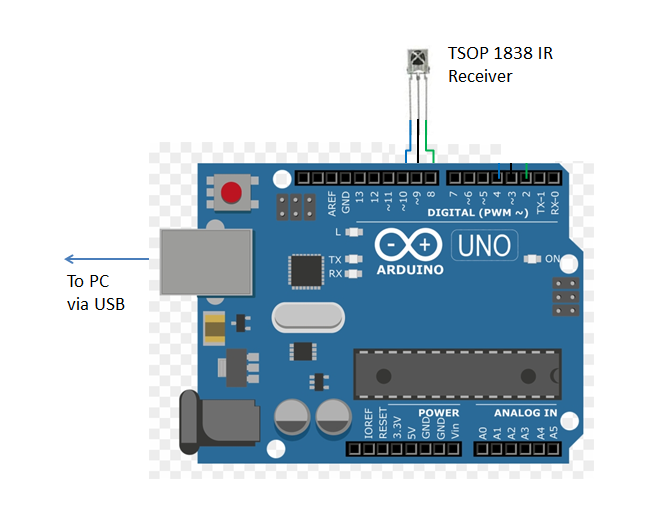 TSOP 1838 IR
Receiver
AREF
GND
13
12
~11
~10
~9
8
7
~6
~5
4
~3
2
TX-1
RX-0
DIGITAL (PWM ~)
L
TX
RX
ARDUINO
UNO
ON
To PC
via USB
POWER
ANALOG IN
IOREF
RESET
3.3V
5V
GND
GND
Vin
A0
A1
A2
A3
A4
A5